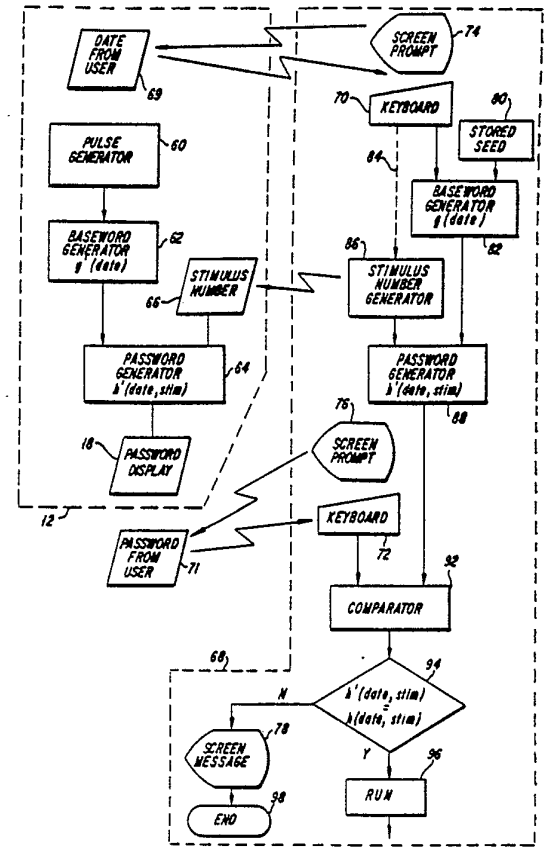 DATE
FROM
USER
69
SCREEN
PROMPT
74
70
KEYBOARD
80
STORED
SEED
PULSE
GENERATOR
60
84
BASEWORD
GENERATOR
g (date)
82
BASEWORD
GENERATOR
g' (date)
62
86
STIMULUS
NUMBER
GENERATOR
STIMULUS
NUMBER
66
PASSWORD
GENERATOR
h' (date, stim)
64
PASSWORD
GENERATOR
h' (date, stim)
88
18
PASSWORD
DISPLAY
76
SCREEN
PROMPT
12
PASSWORD
FROM
USER
71
KEYBOARD
72
92
COMPARATOR
68
94
h' (date, stim)
=
h (date, stim)
N
Y
78
SCREEN
MESSAGE
96
RUN
98
END